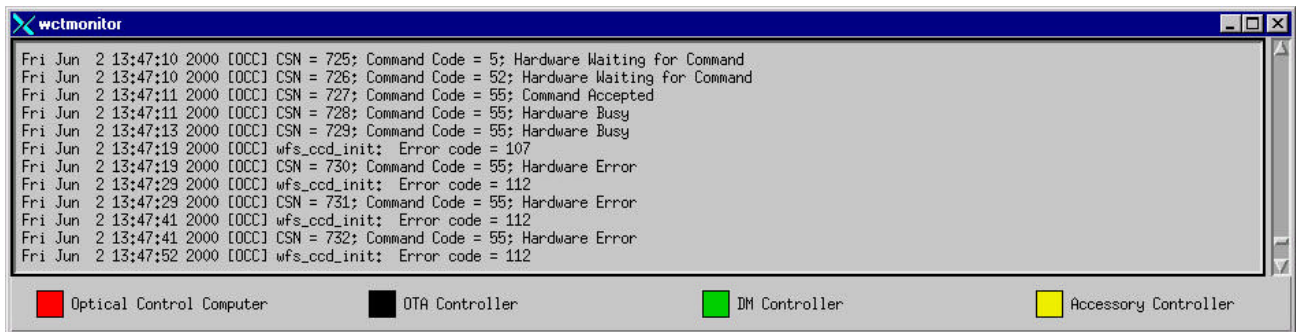 wctmonitor
Fri Jun  2 13:47:10 2000 [OCC] CSN = 725; Command Code = 5; Hardware Waiting for Command
Fri Jun  2 13:47:10 2000 [OCC] CSN = 726; Command Code = 52; Hardware Waiting for Command
Fri Jun  2 13:47:11 2000 [OCC] CSN = 727; Command Code = 55; Command Accepted
Fri Jun  2 13:47:11 2000 [OCC] CSN = 728; Command Code = 55; Hardware Busy
Fri Jun  2 13:47:13 2000 [OCC] CSN = 729; Command Code = 55; Hardware Busy
Fri Jun  2 13:47:19 2000 [OCC] wfs_ccd_init:  Error code = 107
Fri Jun  2 13:47:19 2000 [OCC] CSN = 730; Command Code = 55; Hardware Error
Fri Jun  2 13:47:29 2000 [OCC] wfs_ccd_init:  Error code = 112
Fri Jun  2 13:47:29 2000 [OCC] CSN = 731; Command Code = 55; Hardware Error
Fri Jun  2 13:47:41 2000 [OCC] wfs_ccd_init:  Error code = 112
Fri Jun  2 13:47:41 2000 [OCC] CSN = 732; Command Code = 55; Hardware Error
Fri Jun  2 13:47:52 2000 [OCC] wfs_ccd_init:  Error code = 112
Optical Control Computer OTA Controller DM Controller Accessory Controller